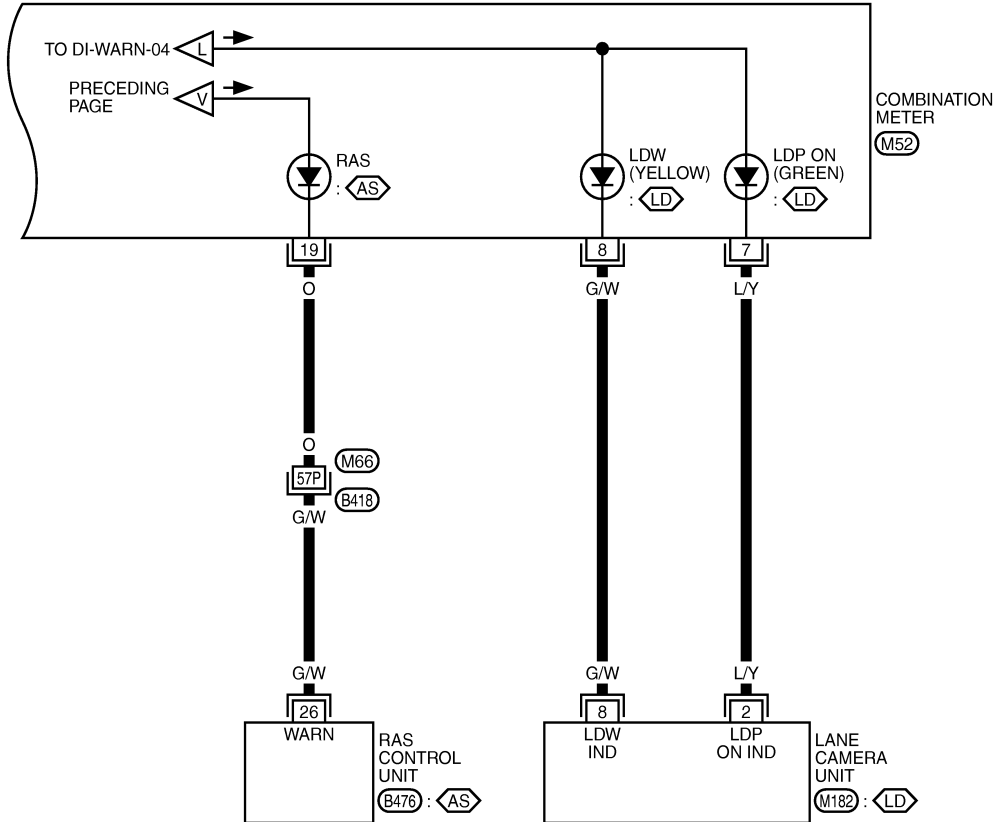 TO DI-WARN-04 L
PRECEDING
PAGE
V
COMBINATION
METER
M52
RAS
: AS
LDW
(YELLOW)
: LD
LDP ON
(GREEN)
: LD
19
8
7
O
G/W
L/Y
O
M66
57P
B418
G/W
G/W
G/W
L/Y
26
8
2
WARN
LDW
IND
LDP
ON IND
RAS
CONTROL
UNIT
B476 : AS
LANE
CAMERA
UNIT
M182 : LD